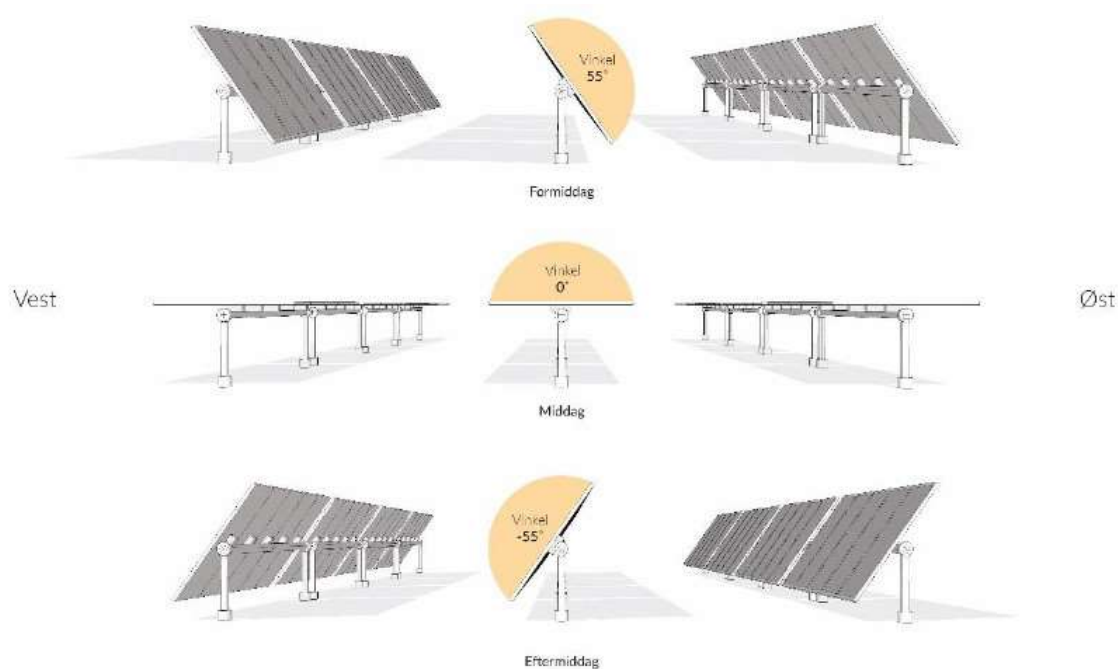 Vinkel
55°
Formiddag
Vest
Vinkel
0°
Øst
Middag
Vinkel
-55°
Eftermiddag